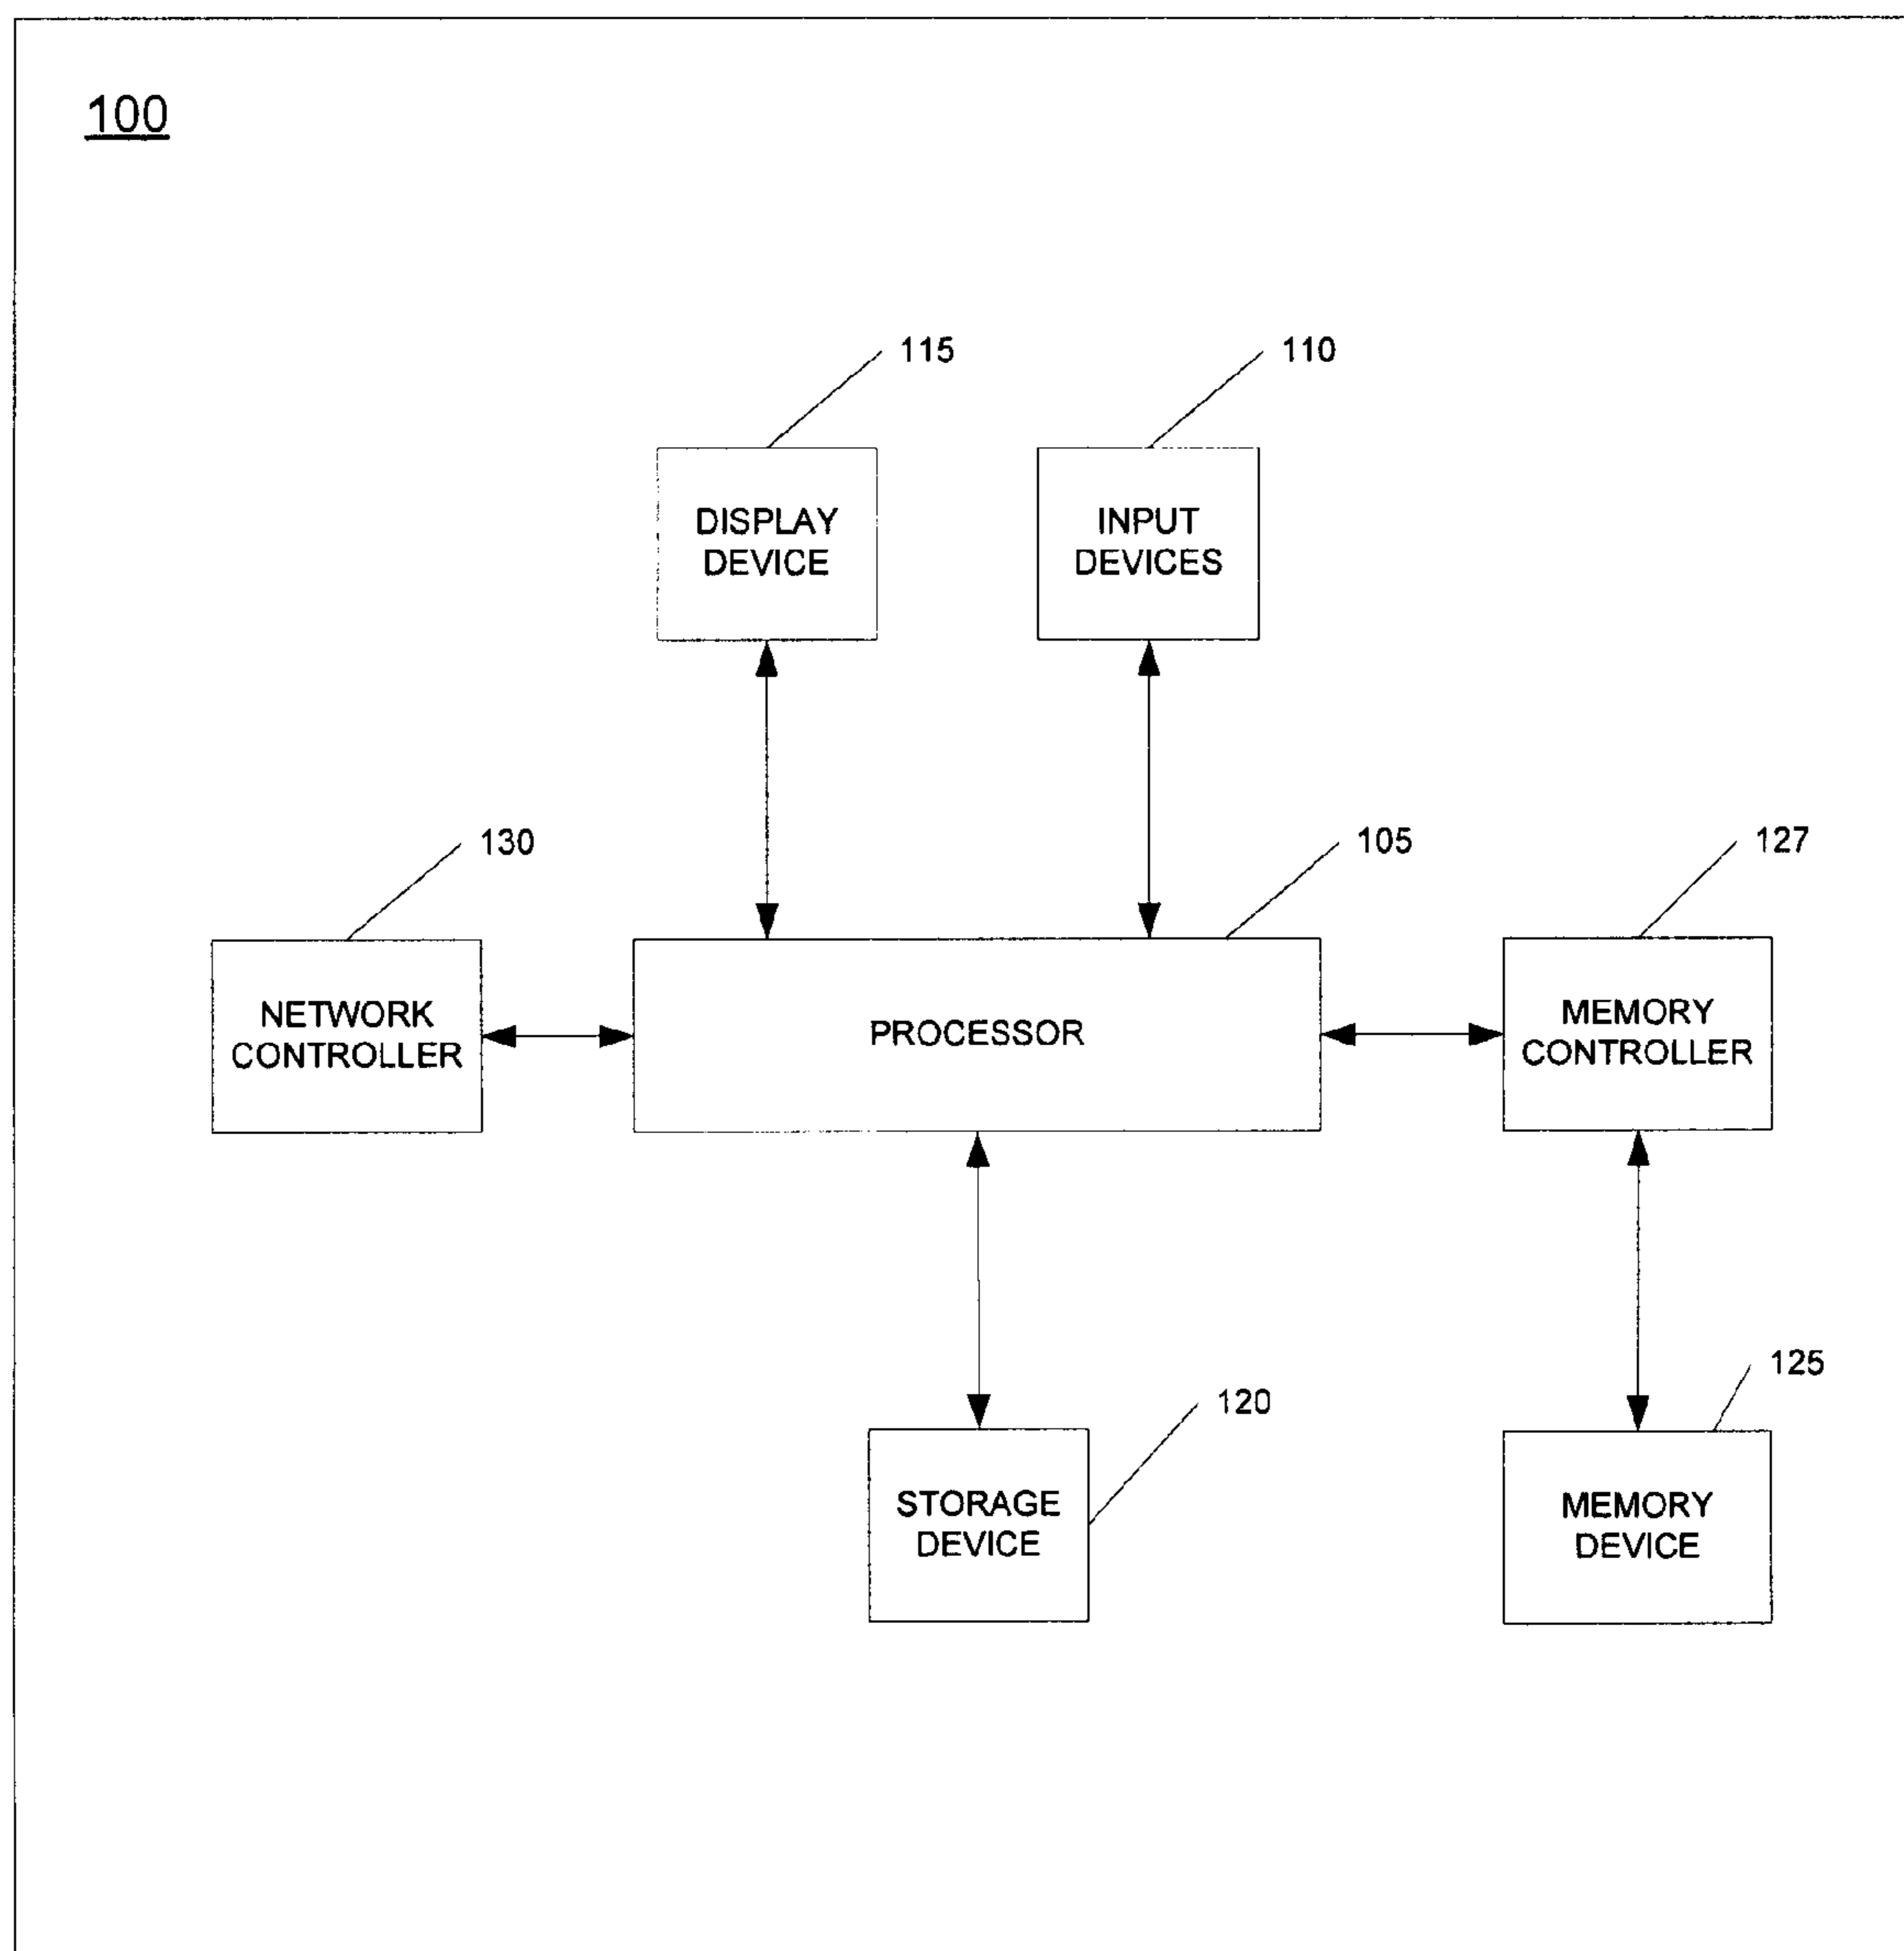 100
115
110
DISPLAY
DEVICE
INPUT
DEVICES
130
105
127
NETWORK
CONTROLLER
PROCESSOR
MEMORY
CONTROLLER
120
125
STORAGE
DEVICE
MEMORY
DEVICE